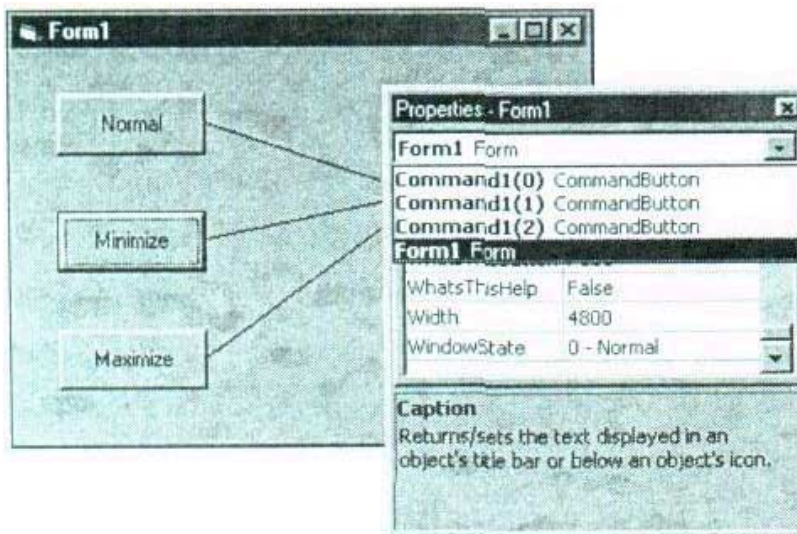 Form1
Normal
Minimize
Maximize
Properties - Form1
Form1 Form
Command1(0) CommandButton
Command1(1) CommandButton
Command1(2) CommandButton
Form1 Form
WhatsThisHelp False
Width 4800
WindowState 0 - Normal
Caption
Returns/sets the text displayed in an
object's title bar or below an object's icon.